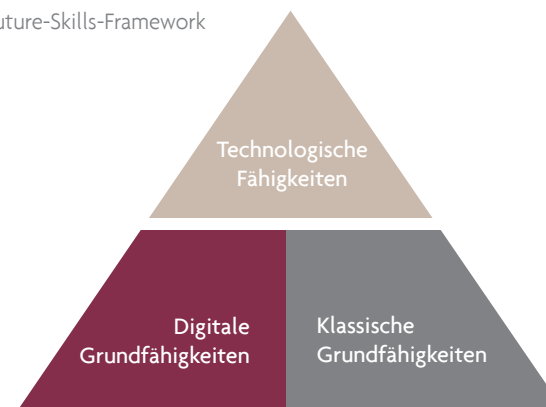 uture-Skills-Framework
Technologische
Fähigkeiten
Digitale
Grundfähigkeiten
Klassische
Grundfähigkeiten